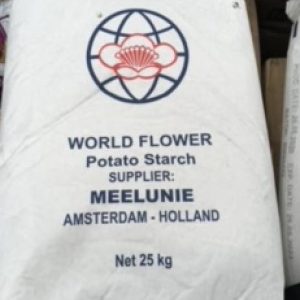 WORLD FLOWER
Potato Starch
SUPPLIER:
MEELUNIE
AMSTERDAM - HOLLAND
Net 25 kg